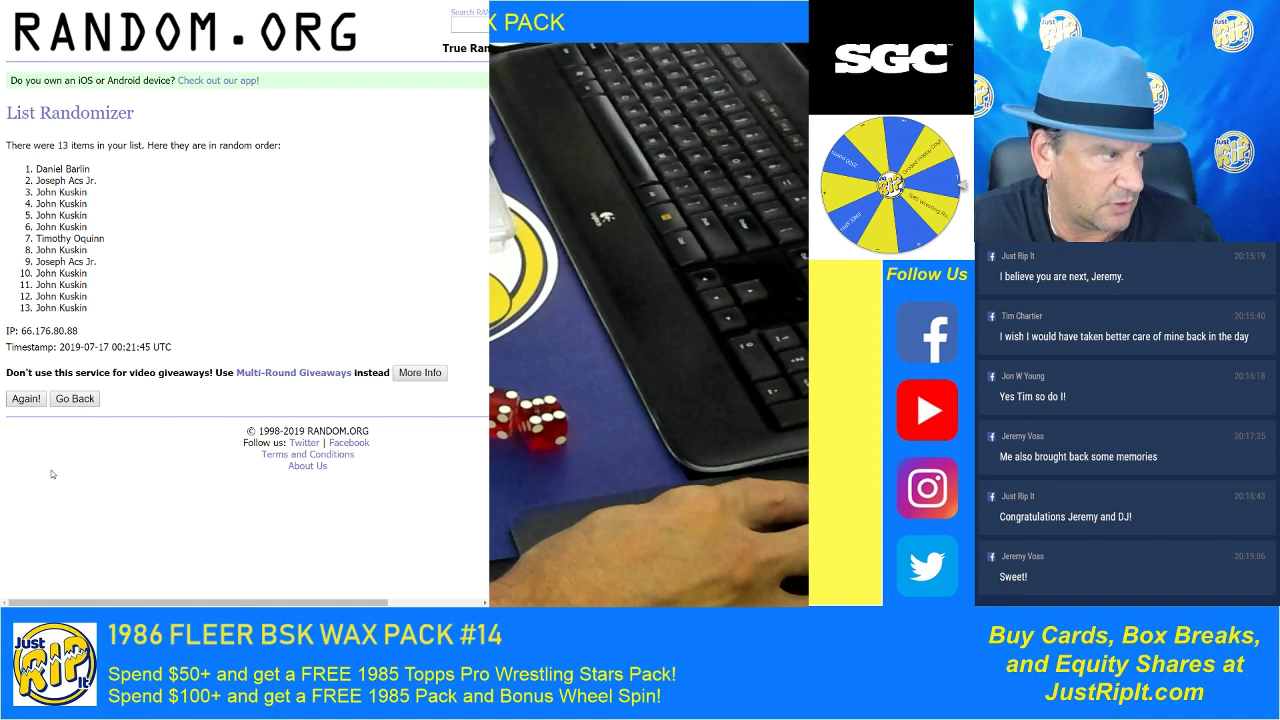 RANDOM.ORG
Search RAN
True Ran
Do you own an iOS or Android device? Check out our app!
List Randomizer
There were 13 items in your list. Here they are in random order:
1. Daniel Barlin
2. Joseph Acs Jr.
3. John Kuskin
4. John Kuskin
5. John Kuskin
6. John Kuskin
7. Timothy Oquinn
8. John Kuskin
9. Joseph Acs Jr.
10. John Kuskin
11. John Kuskin
12. John Kuskin
13. John Kuskin
IP: 66.176.80.88
Timestamp: 2019-07-17 00:21:45 UTC
Don't use this service for video giveaways! Use Multi-Round Giveaways instead More Info
Again! Go Back
© 1998-2019 RANDOM.ORG
Follow us: Twitter | Facebook
Terms and Conditions
About Us
X PACK
SGC
Follow Us
Just Rip It 20:15:19
I believe you are next, Jeremy.
Tim Chartier 20:15:40
I wish I would have taken better care of mine back in the day
Jon W Young 20:16:18
Yes Tim so do I!
Jeremy Voss 20:17:25
Me also brought back some memories
Just Rip It 20:18:43
Congratulations Jeremy and DJ!
Jeremy Voss 20:19:06
Sweet!
Just
RIP
It
1986 FLEER BSK WAX PACK #14
Spend $50+ and get a FREE 1985 Topps Pro Wrestling Stars Pack!
Spend $100+ and get a FREE 1985 Pack and Bonus Wheel Spin!
Buy Cards, Box Breaks,
and Equity Shares at
JustRipIt.com